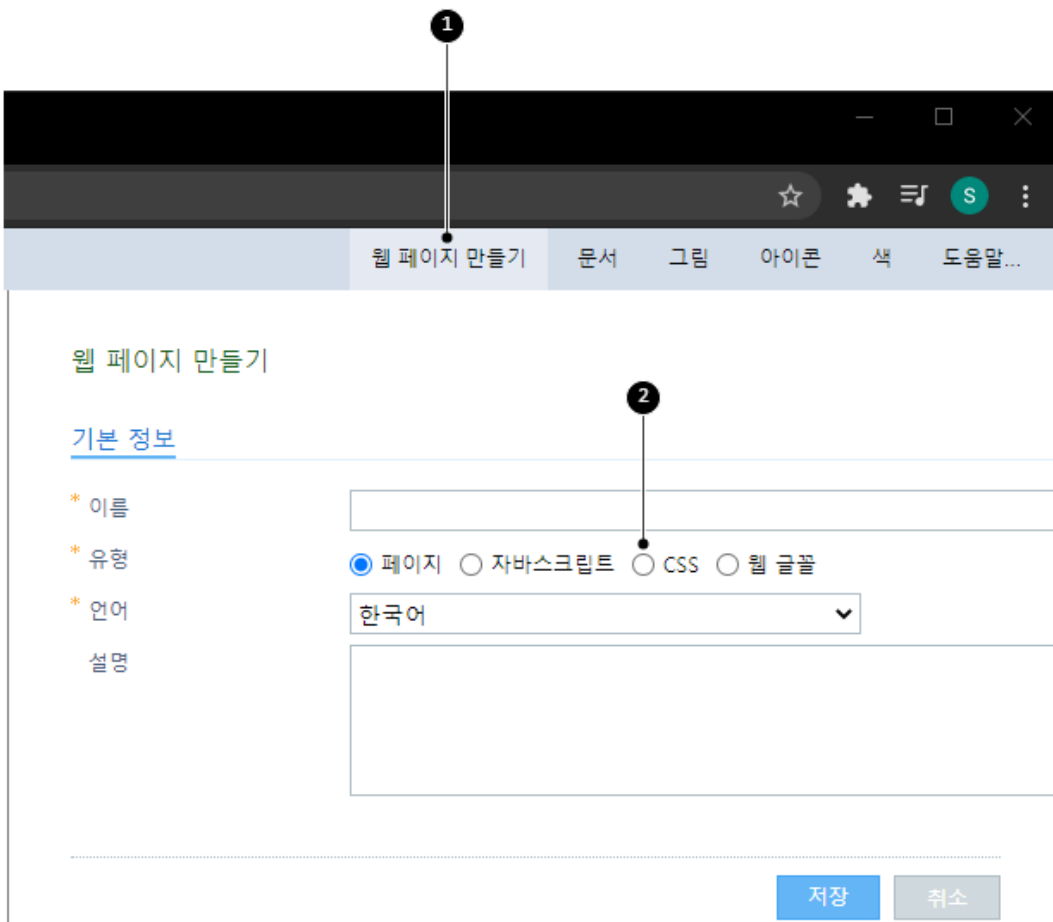 1
S
웹 페이지 만들기 문서 그림 아이콘 색 도움말...
웹 페이지 만들기
2
기본 정보
* 이름
* 유형 페이지 자바스크립트 CSS 웹 글꼴
* 언어 한국어
설명
저장 취소